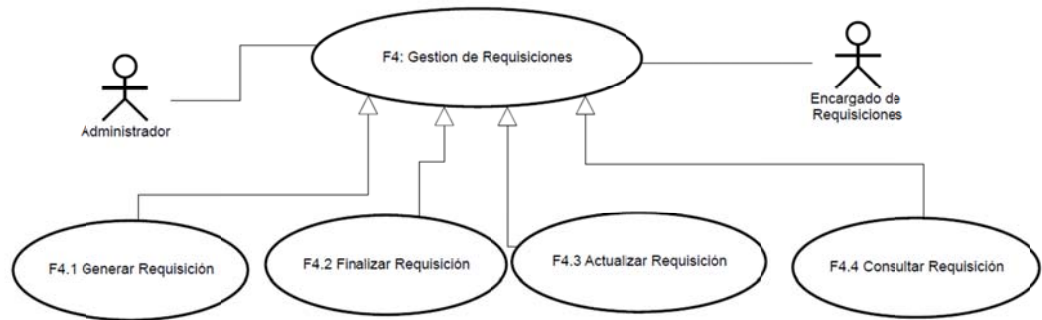 F4: Gestion de Requisiciones
Administrador
Encargado de
Requisiciones
F4.1 Generar Requisición
F4.2 Finalizar Requisición
F4.3 Actualzar Requisición
F4.4 Consultar Requisición